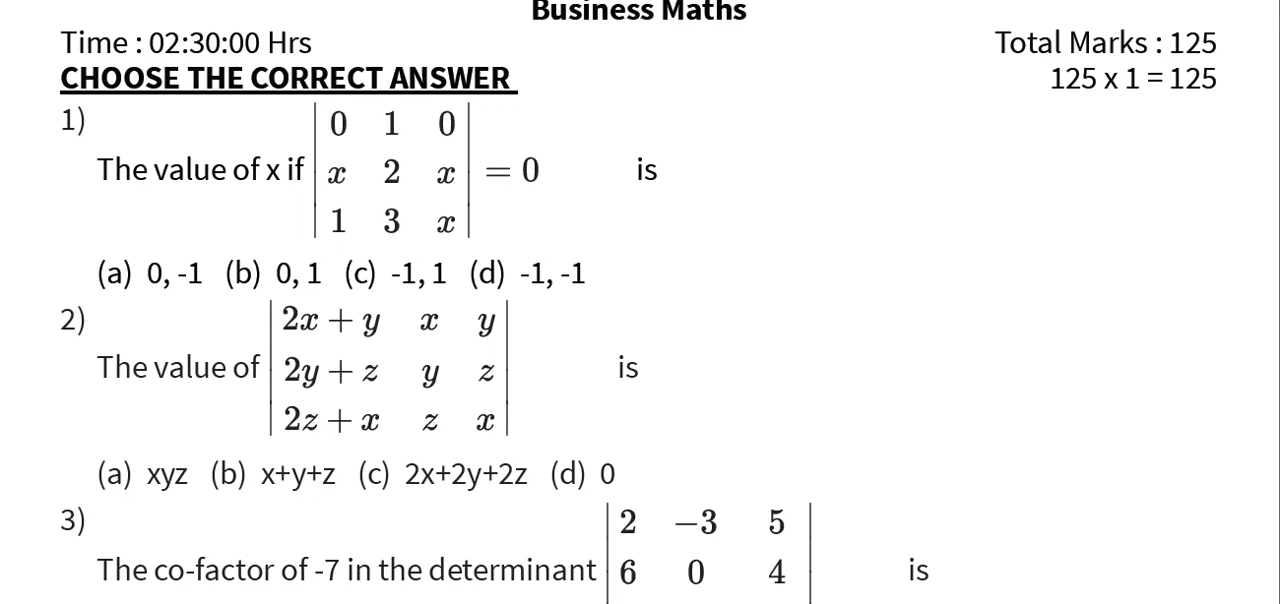 Business Maths
Time : 02:30:00 Hrs Total Marks : 125
CHOOSE THE CORRECT ANSWER 125 x 1 = 125
1)
| 0 1 0 |
The value of x if | x 2 x | = 0 is
| 1 3 x |
(a) 0, -1 (b) 0, 1 (c) -1, 1 (d) -1, -1
2)
| 2x + y x y |
The value of | 2y + z y z | is
| 2z + x z x |
(a) xyz (b) x+y+z (c) 2x+2y+2z (d) 0
3)
| 2 −3 5 |
The co-factor of -7 in the determinant | 6 0 4 | is